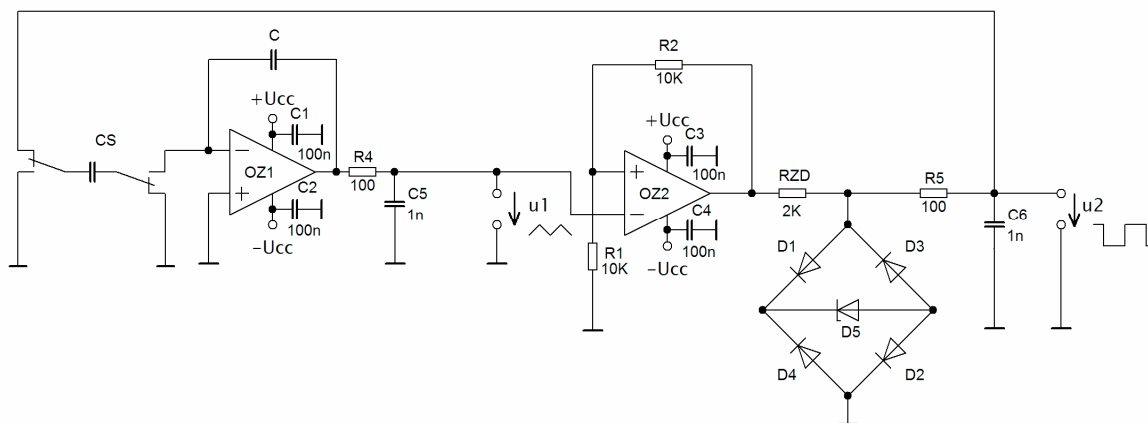 C
R2
10K
+Ucc
C1
100n
+Ucc
C3
100n
CS
OZ1
R4
100
OZ2
RZD
2K
R5
100
C2
100n
−Ucc
C5
1n
u1
R1
10K
C4
100n
−Ucc
C6
1n
u2
D1
D3
D5
D4
D2